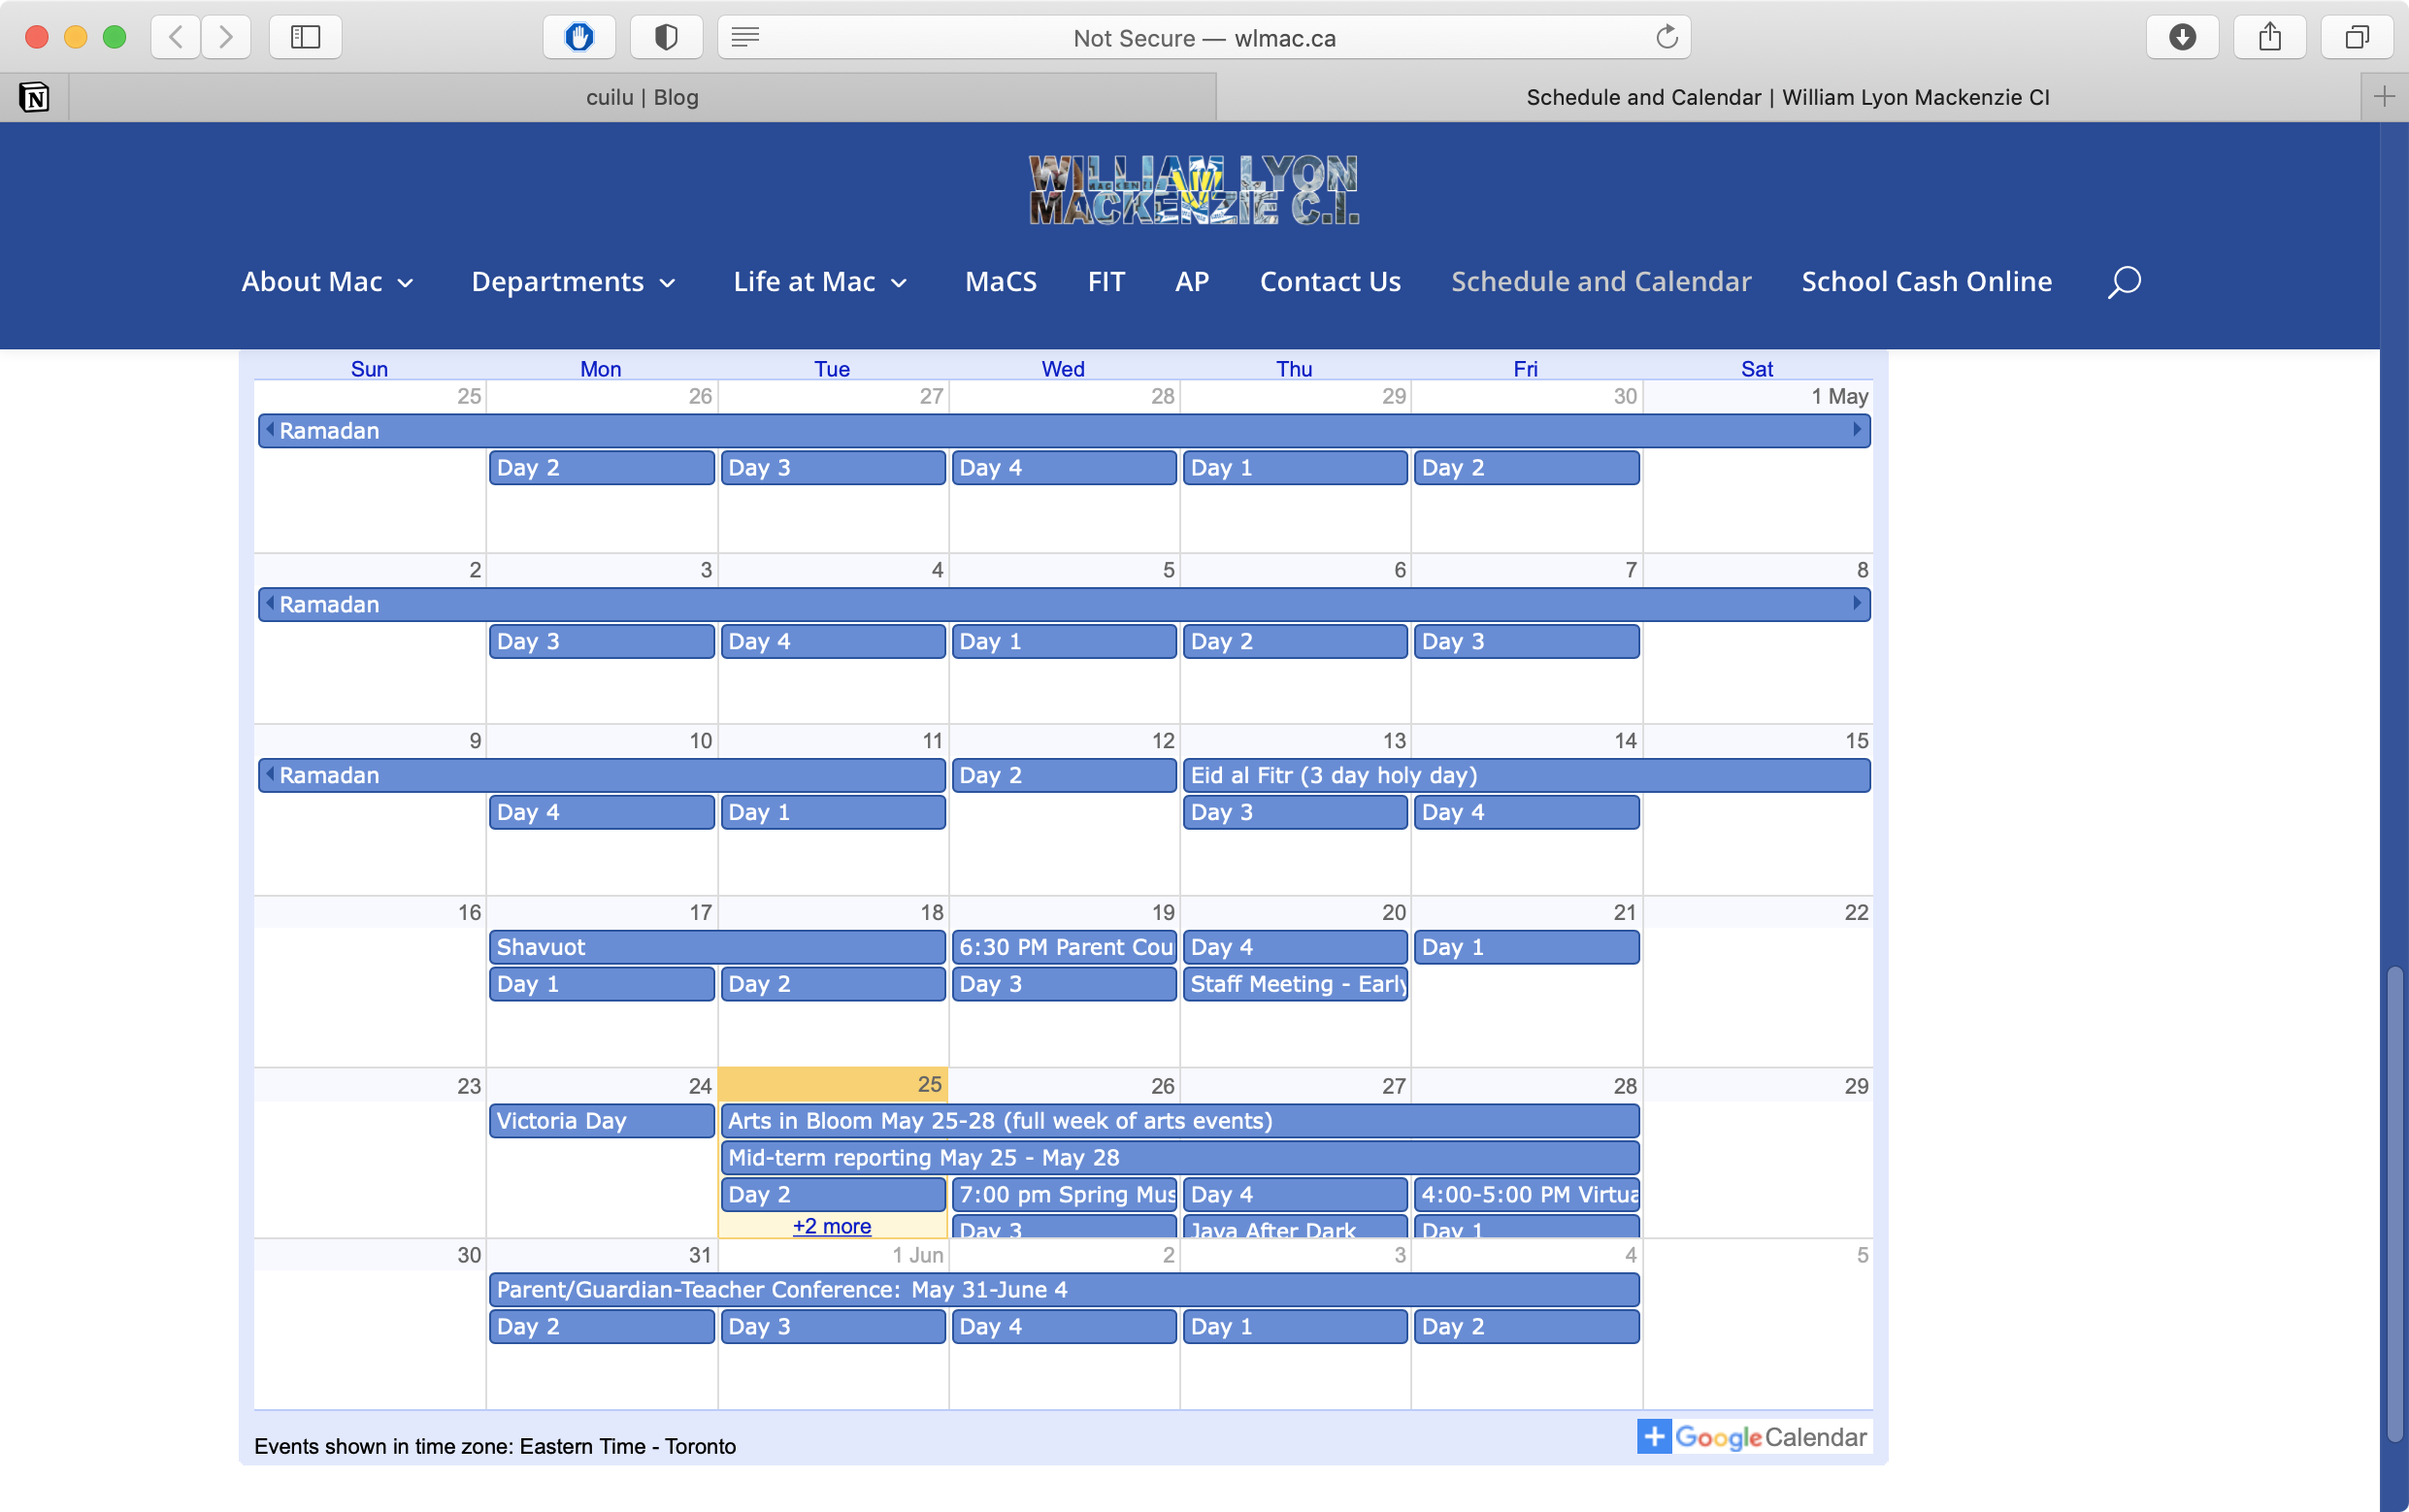 Not Secure — wlmac.ca
cuilu | Blog
Schedule and Calendar | William Lyon Mackenzie CI
WILLIAM LYON
MACKENZIE C.I.
About Mac Departments Life at Mac MaCS FIT AP Contact Us Schedule and Calendar School Cash Online
Sun Mon Tue Wed Thu Fri Sat
25 26 27 28 29 30 1 May
Ramadan
Day 2 Day 3 Day 4 Day 1 Day 2
2 3 4 5 6 7 8
Ramadan
Day 3 Day 4 Day 1 Day 2 Day 3
9 10 11 12 13 14 15
Ramadan Day 2 Eid al Fitr (3 day holy day)
Day 4 Day 1 Day 3 Day 4
16 17 18 19 20 21 22
Shavuot 6:30 PM Parent Cou Day 4 Day 1
Day 1 Day 2 Day 3 Staff Meeting - Early
23 24 25 26 27 28 29
Victoria Day Arts in Bloom May 25-28 (full week of arts events)
Mid-term reporting May 25 - May 28
Day 2 7:00 pm Spring Mus Day 4 4:00-5:00 PM Virtua
+2 more Day 3 Java After Dark Day 1
30 31 1 Jun 2 3 4 5
Parent/Guardian-Teacher Conference: May 31-June 4
Day 2 Day 3 Day 4 Day 1 Day 2
Events shown in time zone: Eastern Time - Toronto
+ Google Calendar